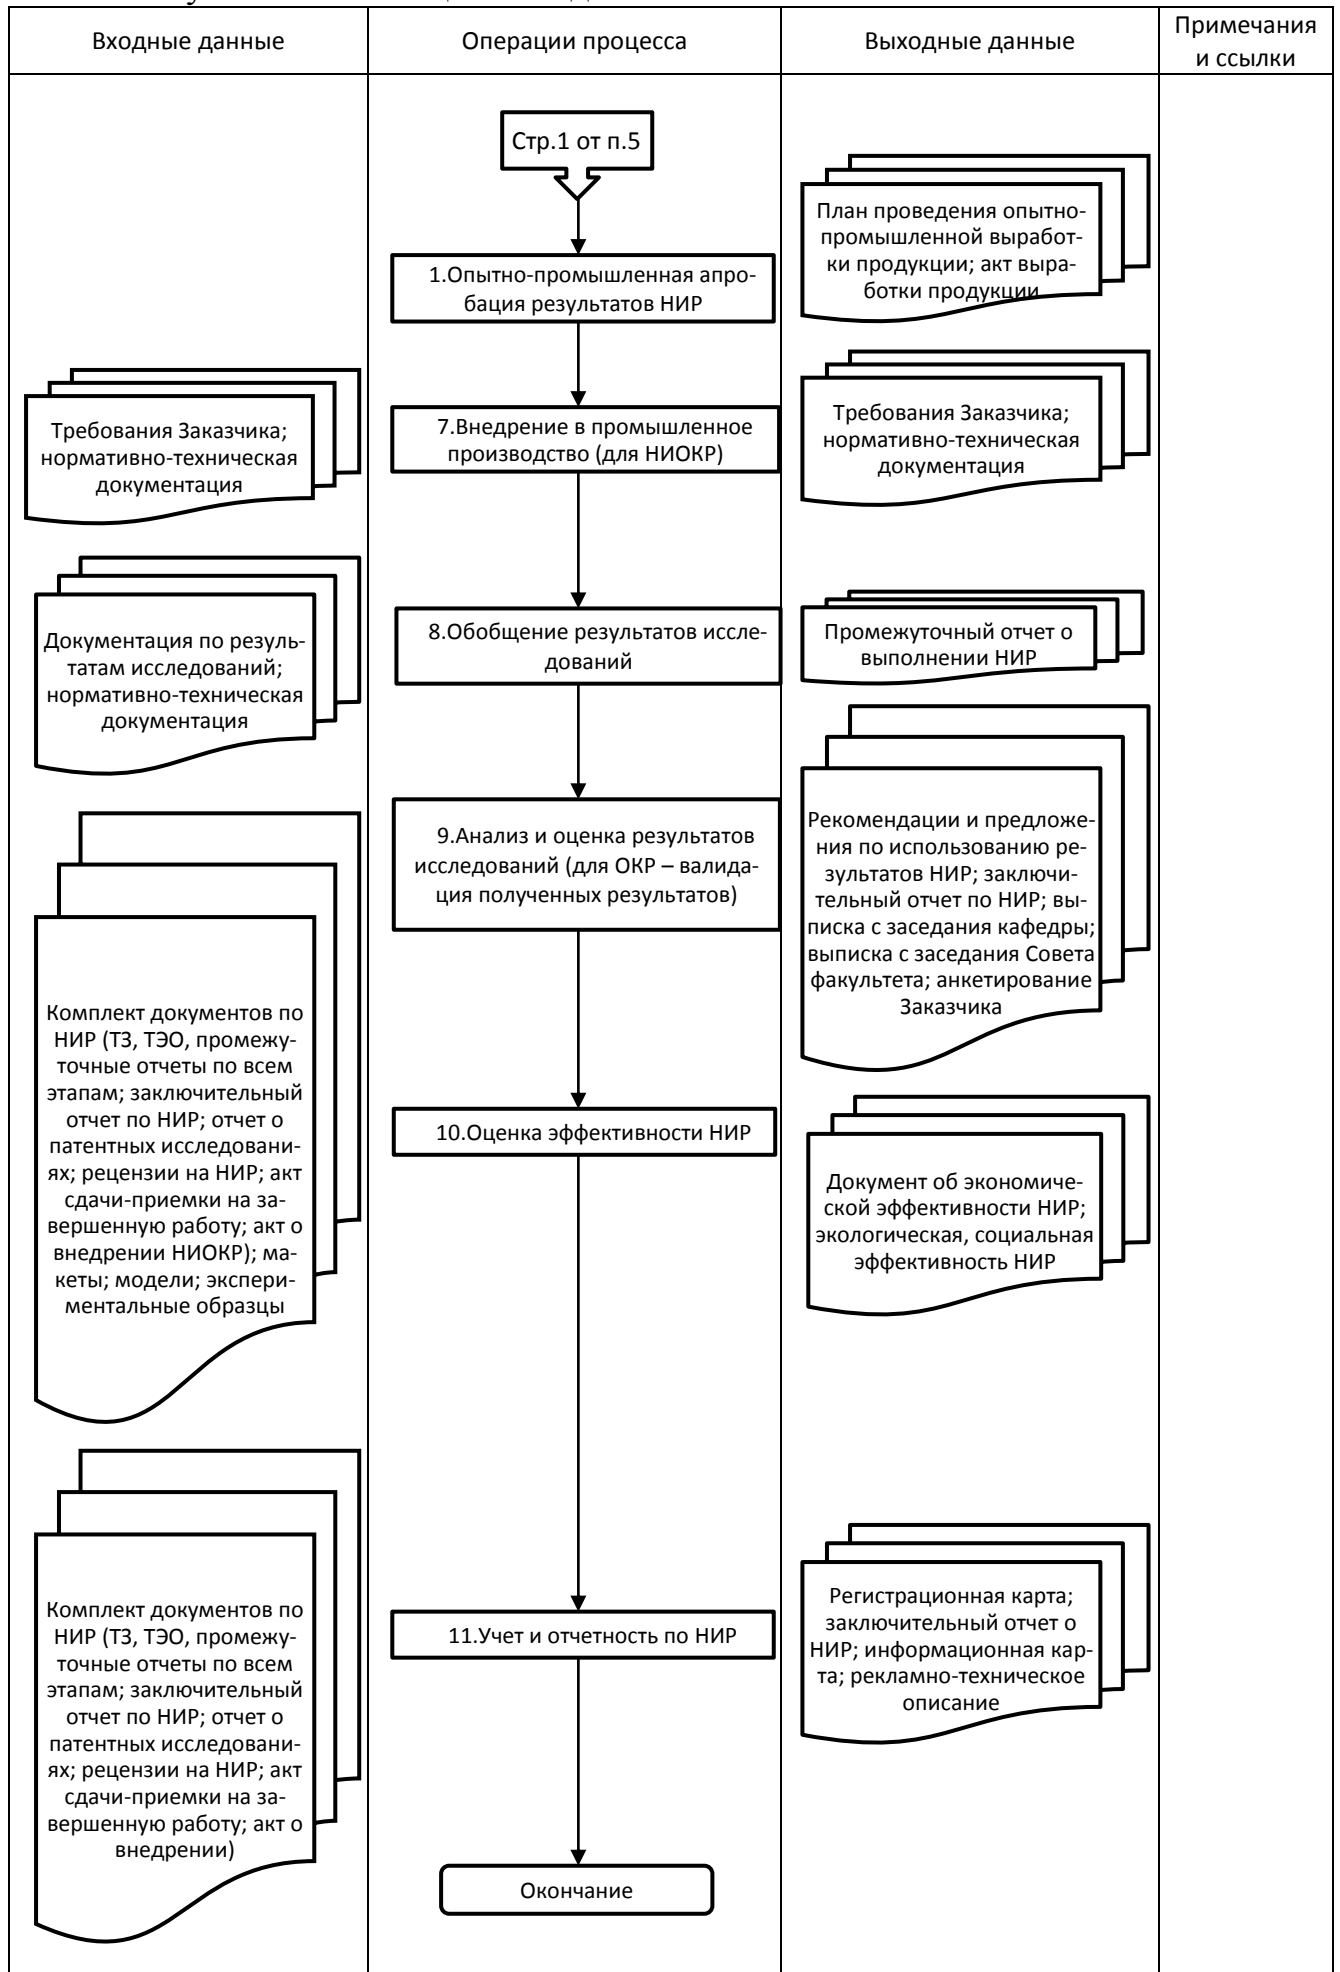 Входные данные
Операции процесса
Выходные данные
Примечания
и ссылки
Стр.1 от п.5
План проведения опытно-
промышленной выработ-
ки продукции; акт выра-
ботки продукции
1.Опытно-промышленная апро-
бация результатов НИР
Требования Заказчика;
нормативно-техническая
документация
7.Внедрение в промышленное
производство (для НИОКР)
Требования Заказчика;
нормативно-техническая
документация
Документация по резуль-
татам исследований;
нормативно-техническая
документация
8.Обобщение результатов иссле-
дований
Промежуточный отчет о
выполнении НИР
9.Анализ и оценка результатов
исследований (для ОКР – валида-
ция полученных результатов)
Рекомендации и предложе-
ния по использованию ре-
зультатов НИР; заключи-
тельный отчет по НИР; вы-
писка с заседания кафедры;
выписка с заседания Совета
факультета; анкетирование
Заказчика
Комплект документов по
НИР (ТЗ, ТЭО, промежу-
точные отчеты по всем
этапам; заключительный
отчет по НИР; отчет о
патентных исследовани-
ях; рецензии на НИР; акт
сдачи-приемки на за-
вершенную работу; акт о
внедрении НИОКР); ма-
кеты; модели; экспери-
ментальные образцы
10.Оценка эффективности НИР
Документ об экономиче-
ской эффективности НИР;
экологическая, социальная
эффективность НИР
Комплект документов по
НИР (ТЗ, ТЭО, промежу-
точные отчеты по всем
этапам; заключительный
отчет по НИР; отчет о
патентных исследовани-
ях; рецензии на НИР; акт
сдачи-приемки на за-
вершенную работу; акт о
внедрении)
11.Учет и отчетность по НИР
Регистрационная карта;
заключительный отчет о
НИР; информационная кар-
та; рекламно-техническое
описание
Окончание